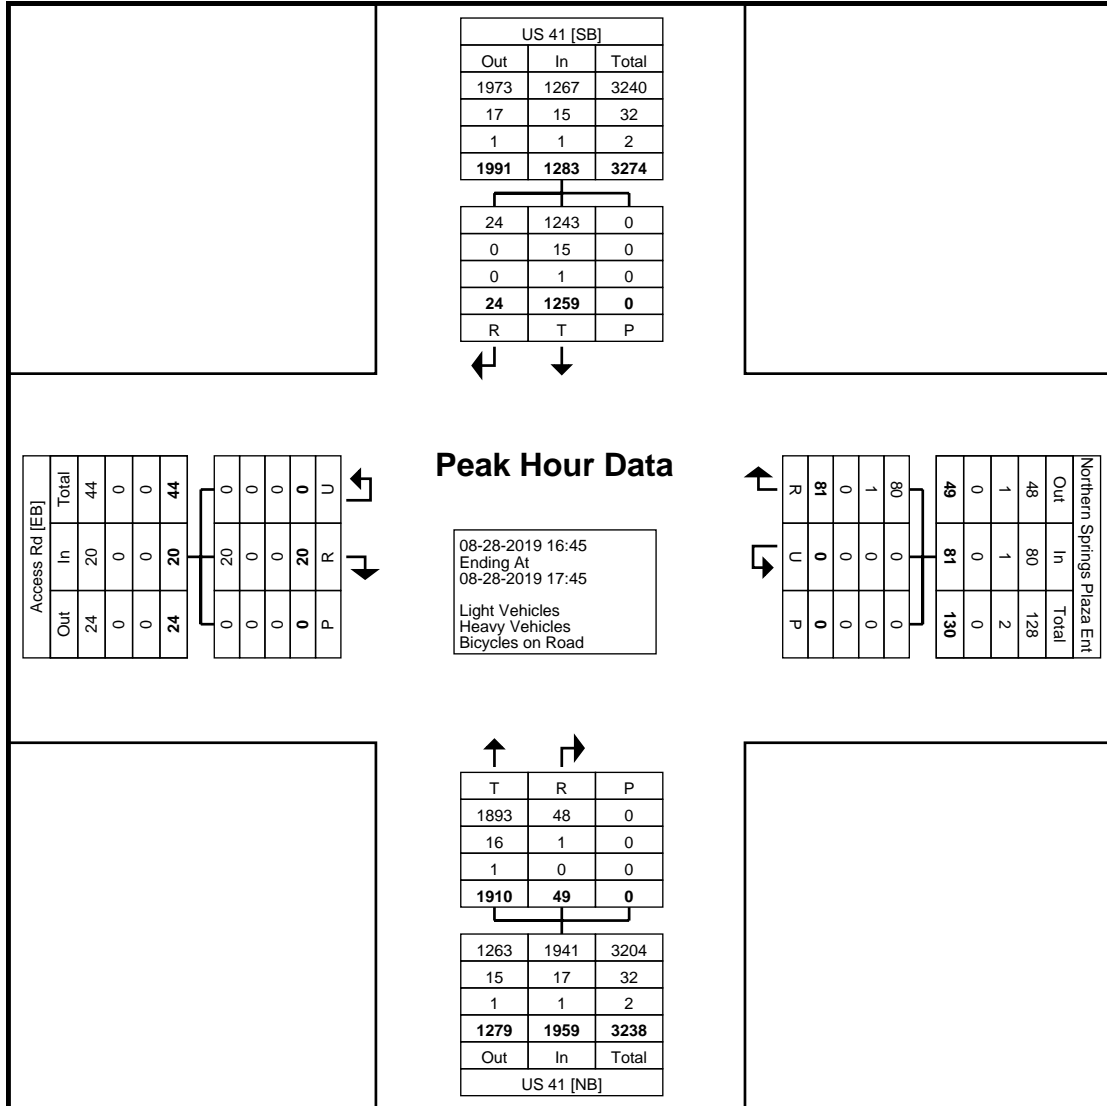 US 41 [SB]
Out In Total
1973 1267 3240
17 15 32
1 1 2
1991 1283 3274
24 1243 0
0 15 0
0 1 0
24 1259 0
R T P
Peak Hour Data
08-28-2019 16:45
Ending At
08-28-2019 17:45
Light Vehicles
Heavy Vehicles
Bicycles on Road
Access Rd [EB]
Out In Total
24 20 44
0 0 0
0 0 0
24 20 44
0 20 0
0 0 0
0 0 0
0 20 0
P R U
Northern Springs Plaza Ent
Out In Total
48 80 128
1 1 2
0 0 0
49 81 130
80 0 0
1 0 0
0 0 0
81 0 0
R U P
T R P
1893 48 0
16 1 0
1 0 0
1910 49 0
1263 1941 3204
15 17 32
1 1 2
1279 1959 3238
Out In Total
US 41 [NB]